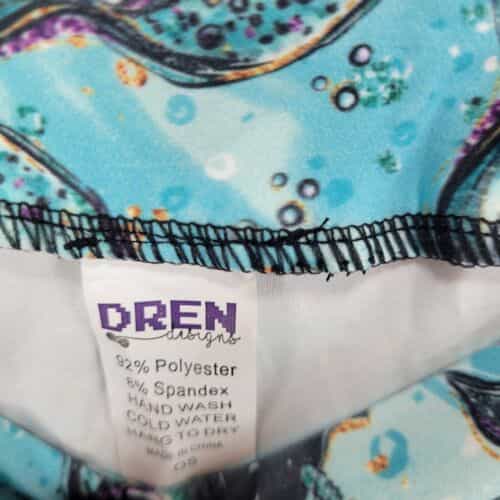 DREN
designs
92% Polyester
8% Spandex
HAND WASH
COLD WATER
HANG TO DRY
MADE IN CHINA
OS